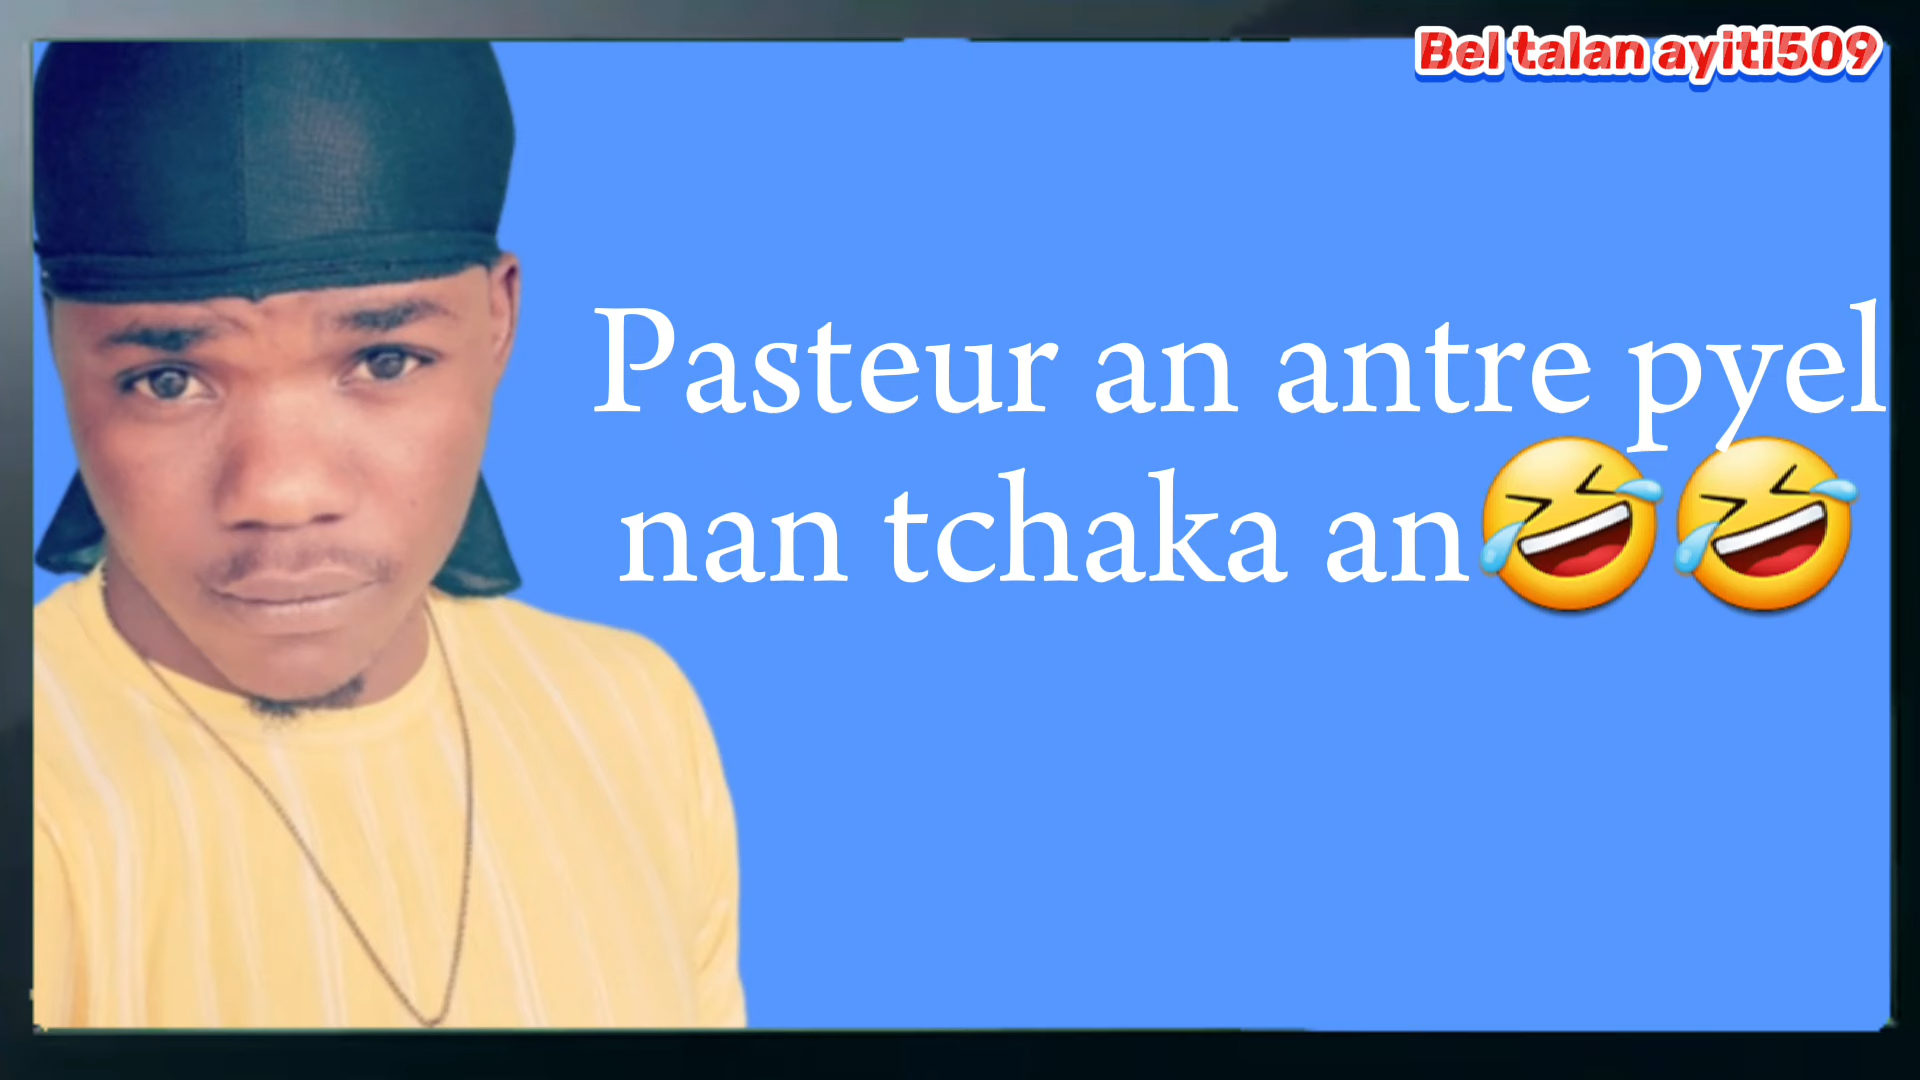 Bel talan ayiti509
Pasteur an antre pyel
nan tchaka an🤣🤣